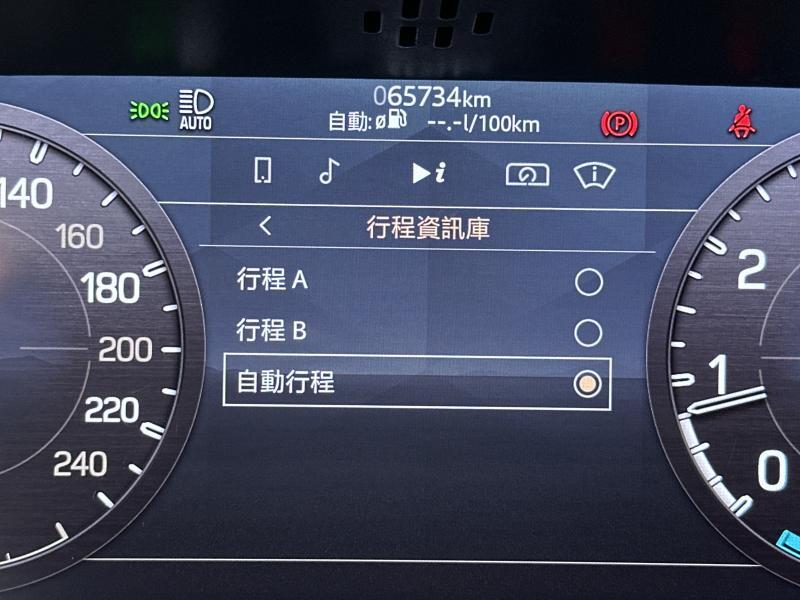 065734km
AUTO
自動:ø --.-l/100km
P
i
i
行程資訊庫
行程 A
行程 B
自動行程
140
160
180
200
220
240
2
1
0